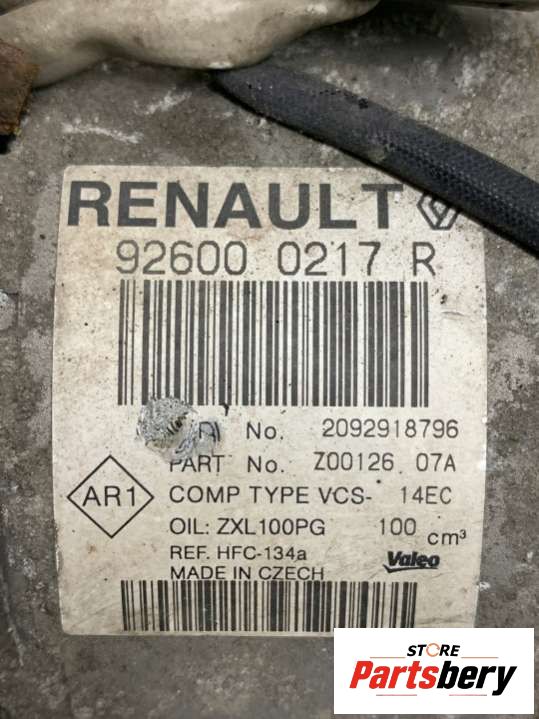 RENAULT
92600 0217 R
No. 2092918796
PART No. Z00126 07A
AR1
COMP TYPE VCS- 14EC
OIL: ZXL100PG 100 cm³
REF. HFC-134a
MADE IN CZECH
Valeo
STORE
Partsbery